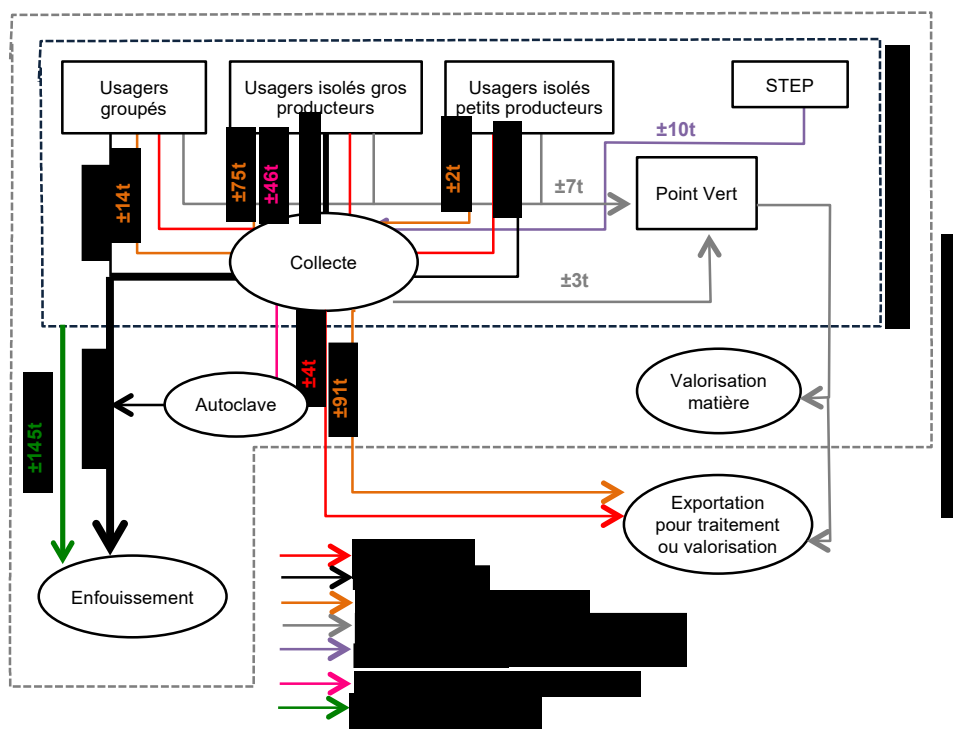 Usagers
groupés
Usagers isolés gros
producteurs
Usagers isolés
petits producteurs
STEP
±10t
±14t
±75t
±46t
±2t
±7t
Point Vert
Collecte
±3t
±4t
±91t
Valorisation
matière
Autoclave
±145t
Exportation
pour traitement
ou valorisation
Enfouissement